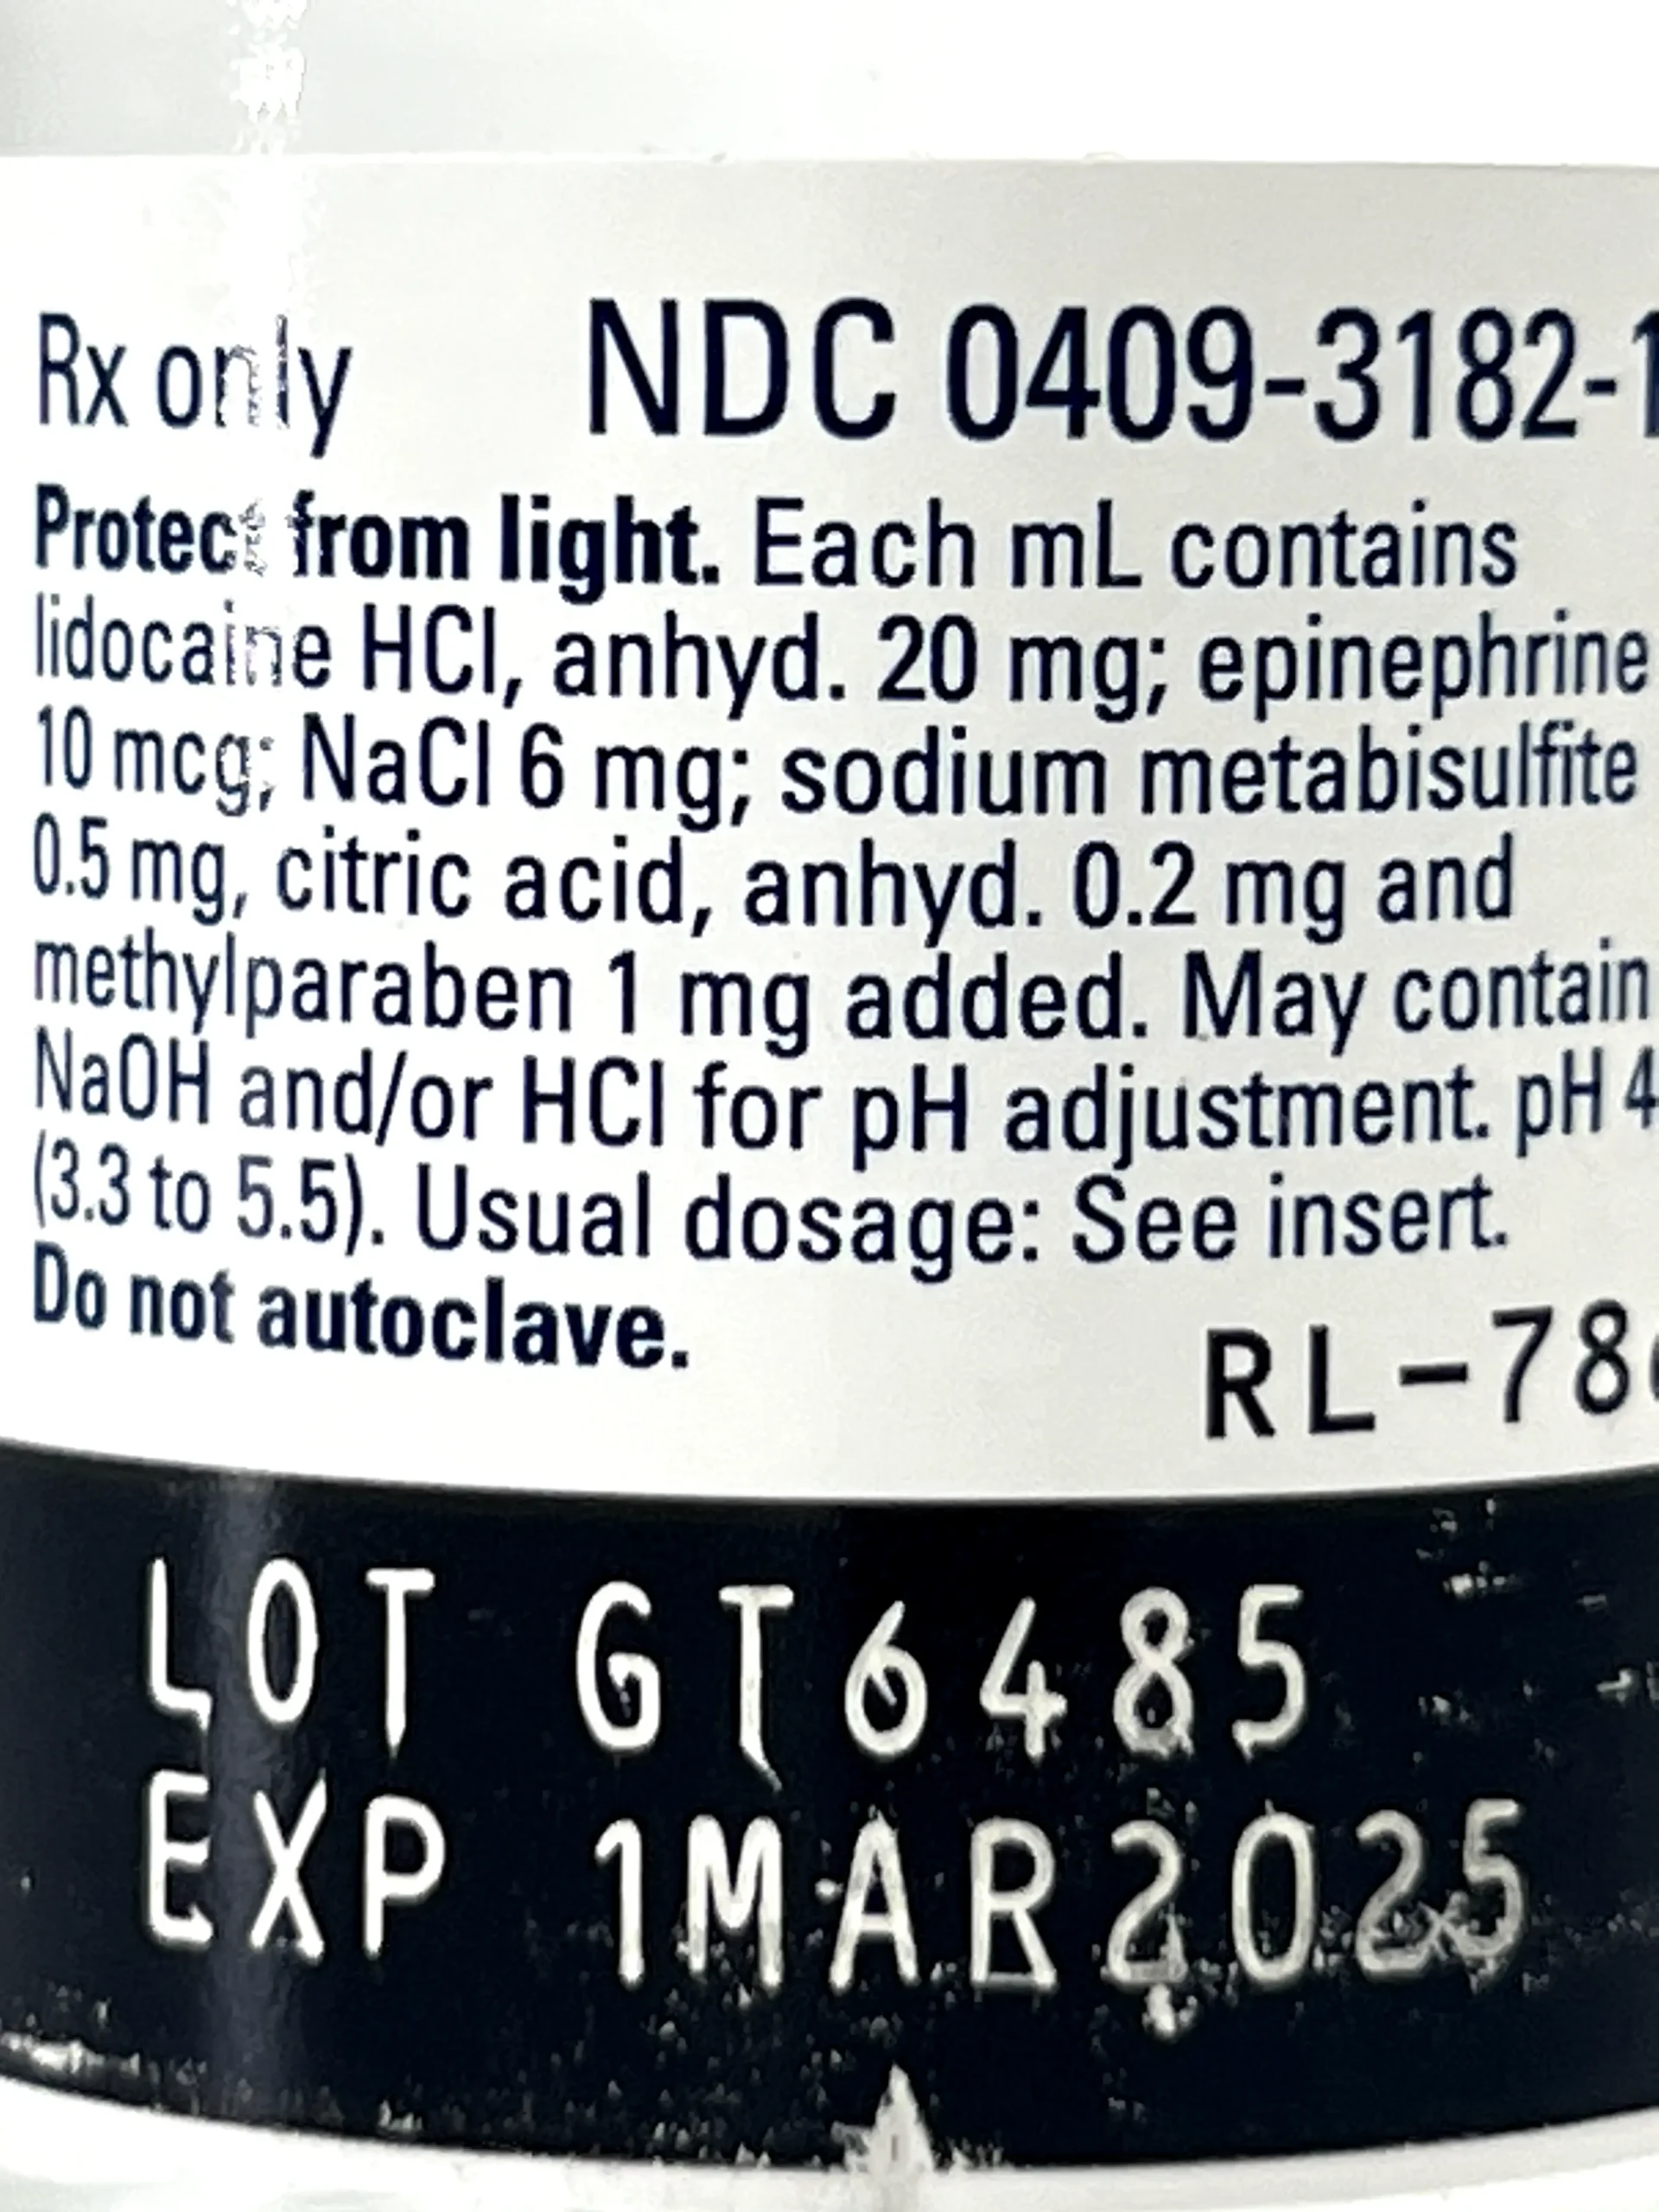 Rx only NDC 0409-3182-1
Protect from light. Each mL contains
lidocaine HCl, anhyd. 20 mg; epinephrine
10 mcg; NaCl 6 mg; sodium metabisulfite
0.5 mg, citric acid, anhyd. 0.2 mg and
methylparaben 1 mg added. May contain
NaOH and/or HCl for pH adjustment. pH 4
(3.3 to 5.5). Usual dosage: See insert.
Do not autoclave.
RL-78
LOT GT6485
EXP 1MAR2025